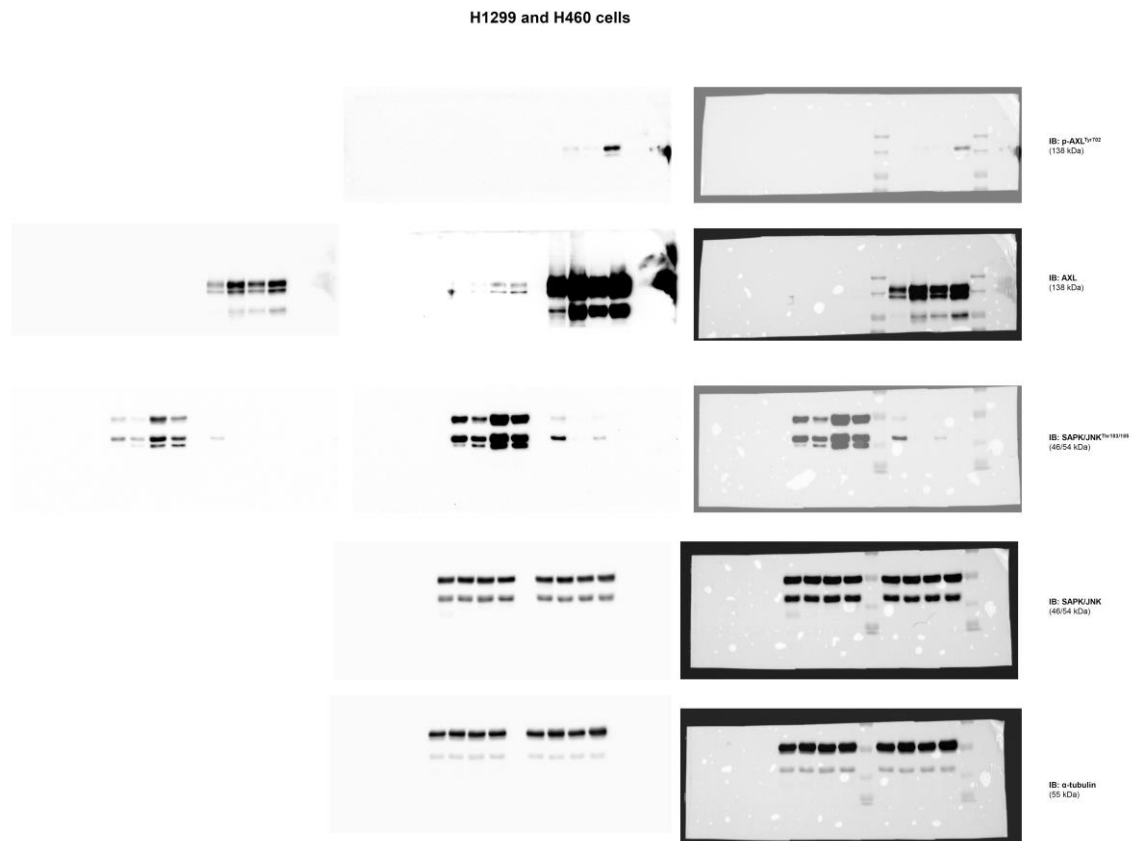 H1299 and H460 cells
IB: p-AXLTyr702
(138 kDa)
IB: AXL
(138 kDa)
IB: SAPK/JNKThr183/185
(46/54 kDa)
IB: SAPK/JNK
(46/54 kDa)
IB: α-tubulin
(55 kDa)